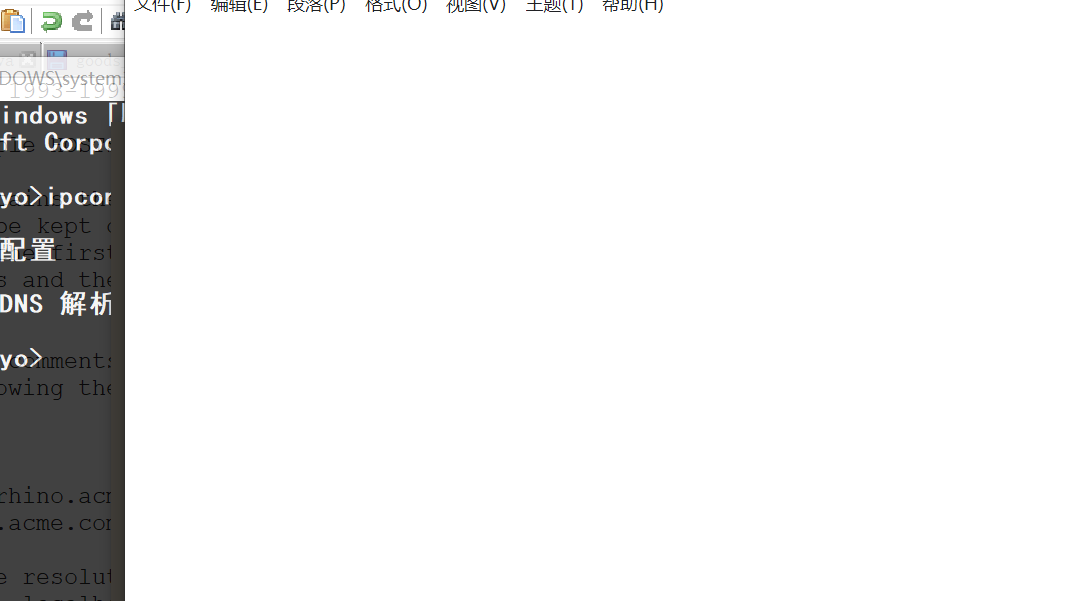 文件(F) 编辑(E) 段落(P) 格式(O) 视图(V) 主题(T) 帮助(H)
goods
DOWS\system
1993-199
indows
ft Corpo
yo>ipcon
be kept
配置 first
s and the
DNS 解析
yo>
omments
owing the
rhino.acm
.acme.com
e resolut